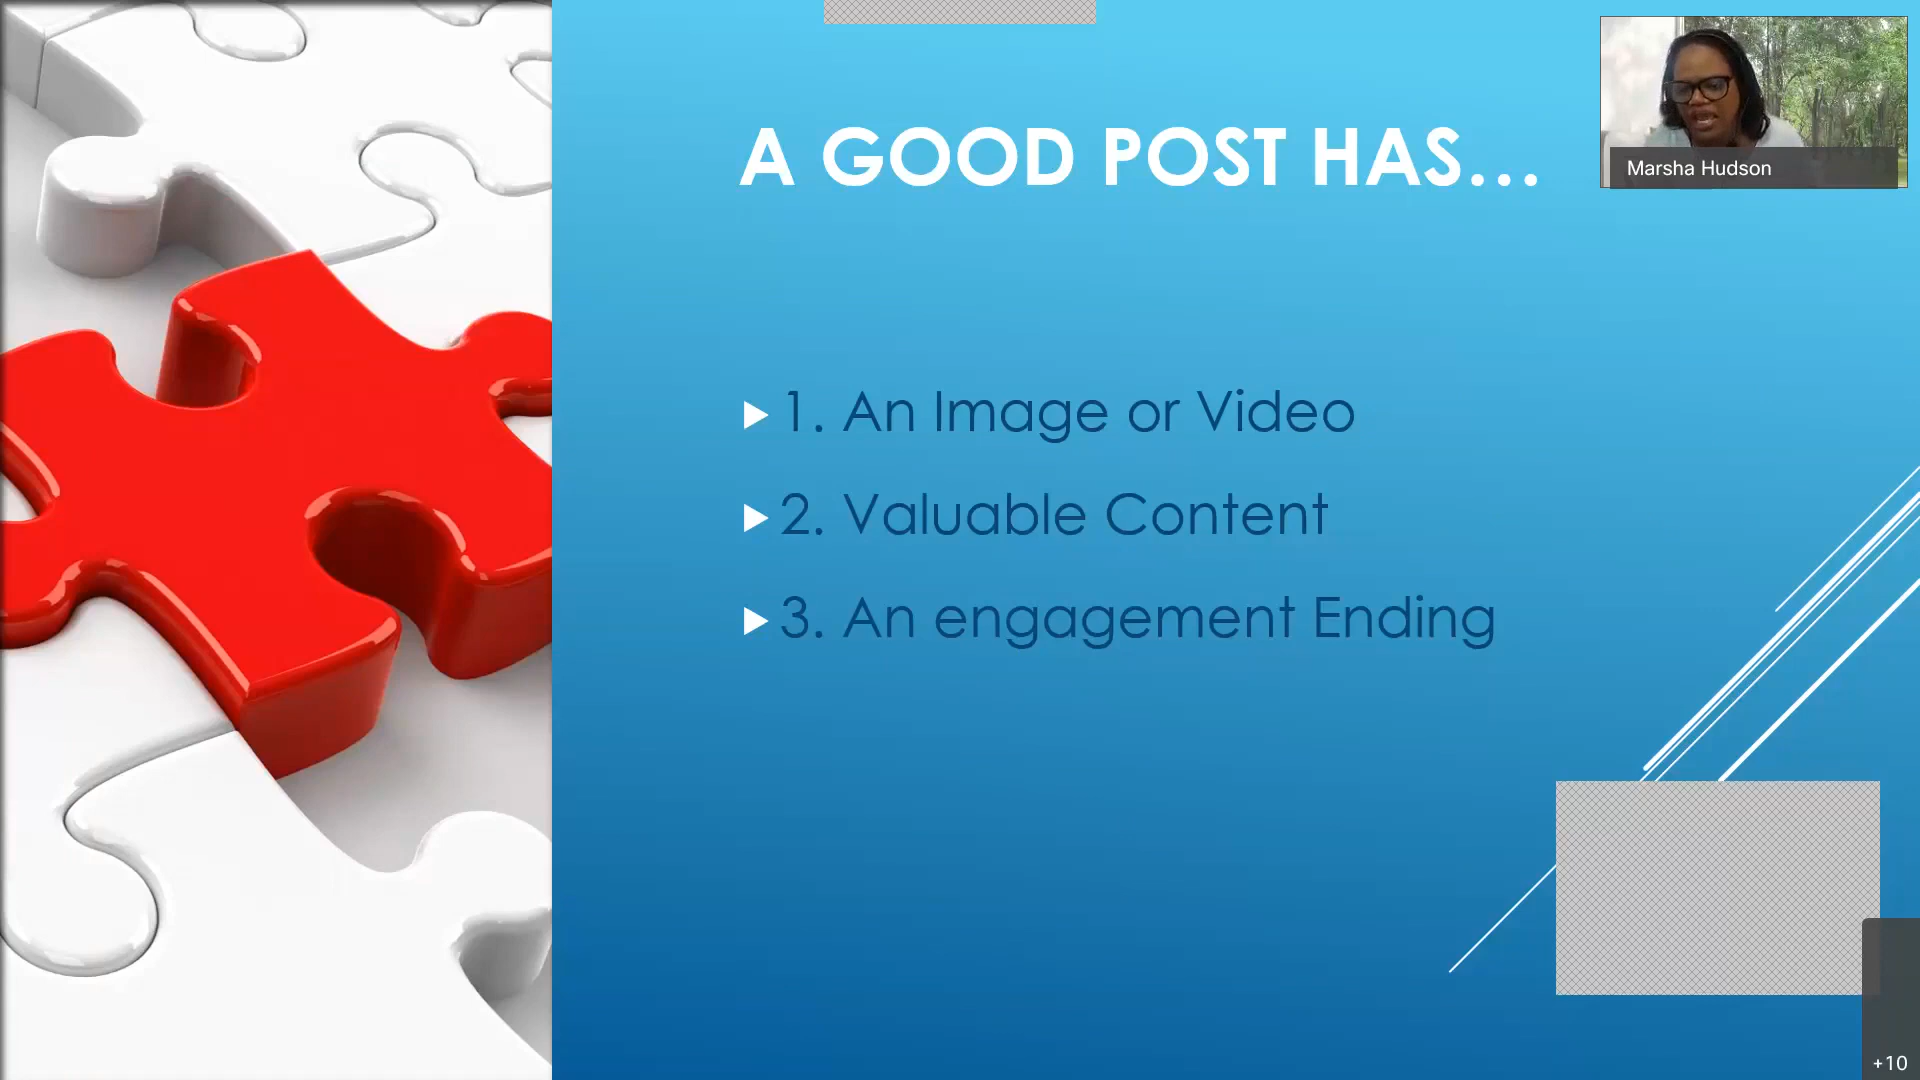 A GOOD POST HAS...
Marsha Hudson
1. An Image or Video
2. Valuable Content
3. An engagement Ending
+10